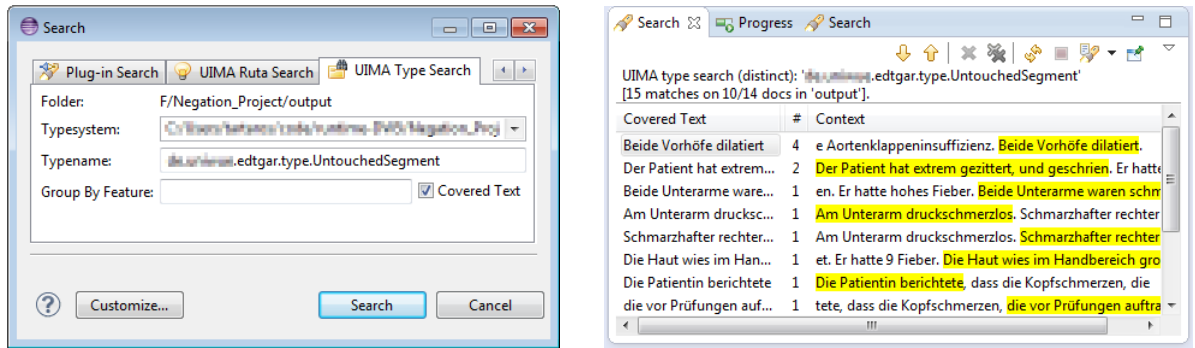 Search
Plug-in Search UIMA Ruta Search UIMA Type Search
Folder: F/Negation_Project/output
Typesystem:
Typename: .edtgar.type.UntouchedSegment
Group By Feature: Covered Text
Customize... Search Cancel
Search Progress Search
UIMA type search (distinct): '.edtgar.type.UntouchedSegment'
[15 matches on 10/14 docs in 'output'].
Covered Text # Context
Beide Vorhöfe dilatiert 4 e Aortenklappeninsuffizienz. Beide Vorhöfe dilatiert.
Der Patient hat extrem... 2 Der Patient hat extrem gezittert, und geschrien. Er hatte
Beide Unterarme ware... 1 en. Er hatte hohes Fieber. Beide Unterarme waren schm
Am Unterarm drucksc... 1 Am Unterarm druckschmerzlos. Schmarzhafter rechter
Schmarzhafter rechter... 1 Am Unterarm druckschmerzlos. Schmarzhafter rechter
Die Haut wies im Han... 1 et. Er hatte 9 Fieber. Die Haut wies im Handbereich gro
Die Patientin berichtete 1 Die Patientin berichtete, dass die Kopfschmerzen, die
die vor Prüfungen auf... 1 tete, dass die Kopfschmerzen, die vor Prüfungen auftra